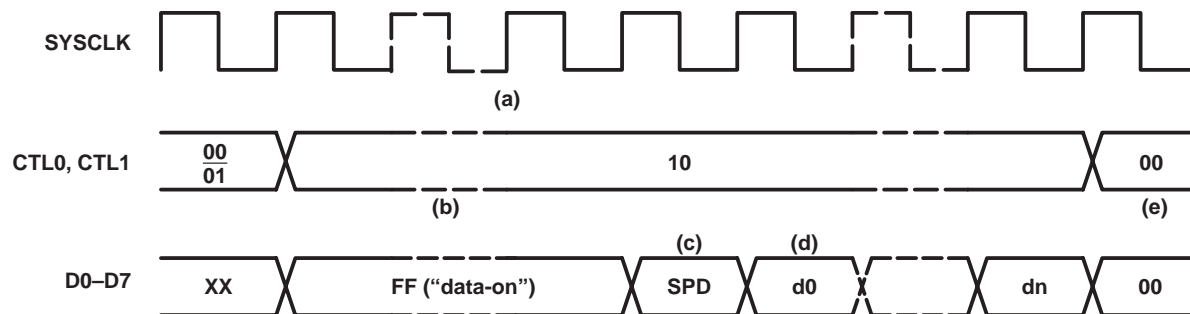 SYSCLK
(a)
CTL0, CTL1
00
01
10
00
(b)
(e)
(c)
(d)
D0–D7
XX
FF (“data-on”)
SPD
d0
dn
00